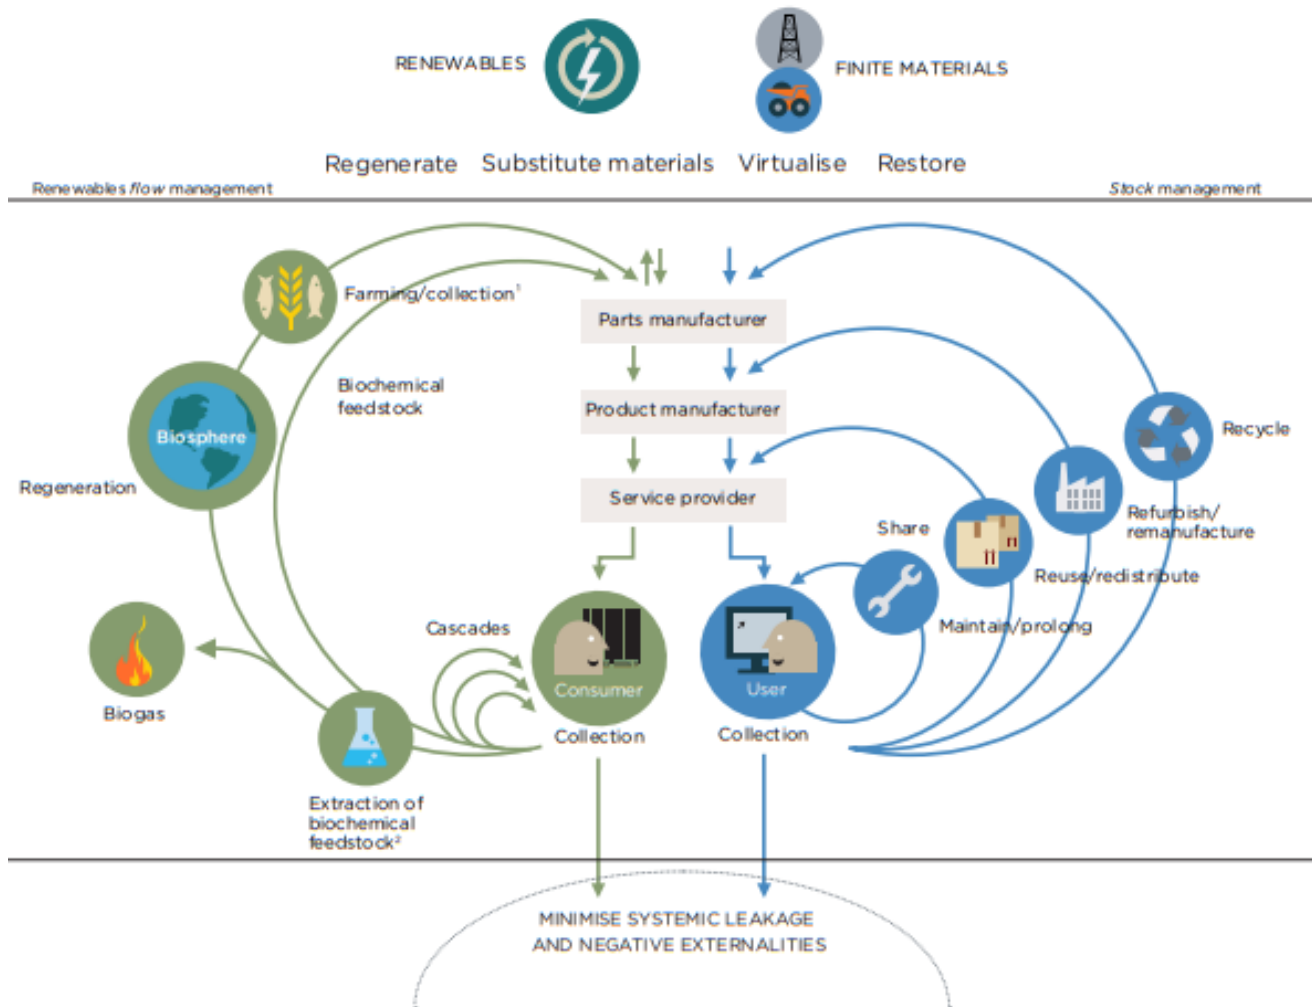 RENEWABLES
FINITE MATERIALS
Regenerate Substitute materials Virtualise Restore
Renewables flow management
Stock management
Farming/collection¹
Parts manufacturer
Biochemical
feedstock
Product manufacturer
Biosphere
Recycle
Regeneration
Service provider
Share
Refurbish/
remanufacture
Reuse/redistribute
Cascades
Maintain/prolong
Consumer
User
Biogas
Collection
Collection
Extraction of
biochemical
feedstock²
MINIMISE SYSTEMIC LEAKAGE
AND NEGATIVE EXTERNALITIES